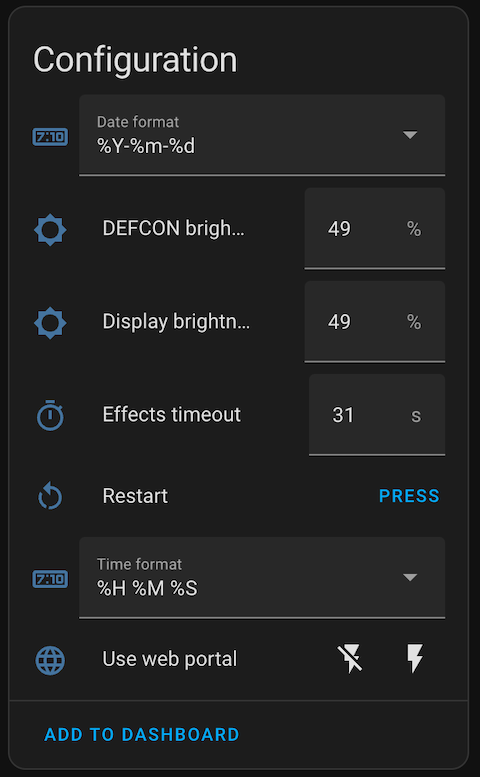 Configuration
7:10
Date format
%Y-%m-%d
DEFCON brigh...
49 %
Display brightn...
49 %
Effects timeout
31 s
Restart
PRESS
7:10
Time format
%H %M %S
Use web portal
ADD TO DASHBOARD